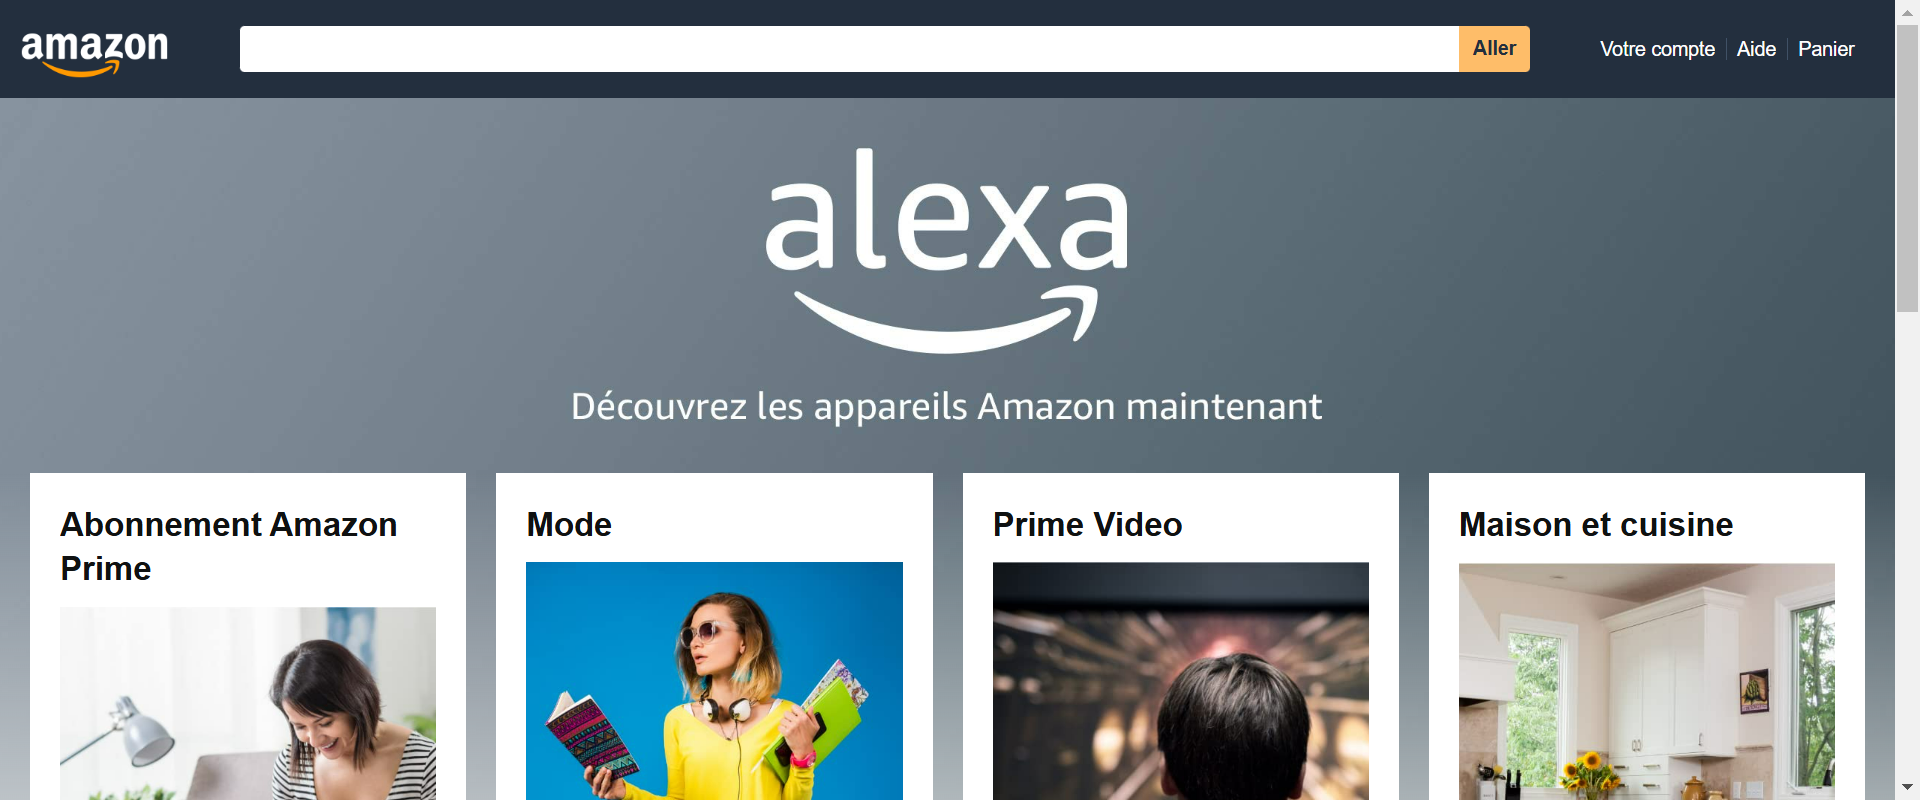 amazon
Aller
Votre compte
Aide
Panier
alexa
Découvrez les appareils Amazon maintenant
Abonnement Amazon
Prime
Mode
Prime Video
Maison et cuisine